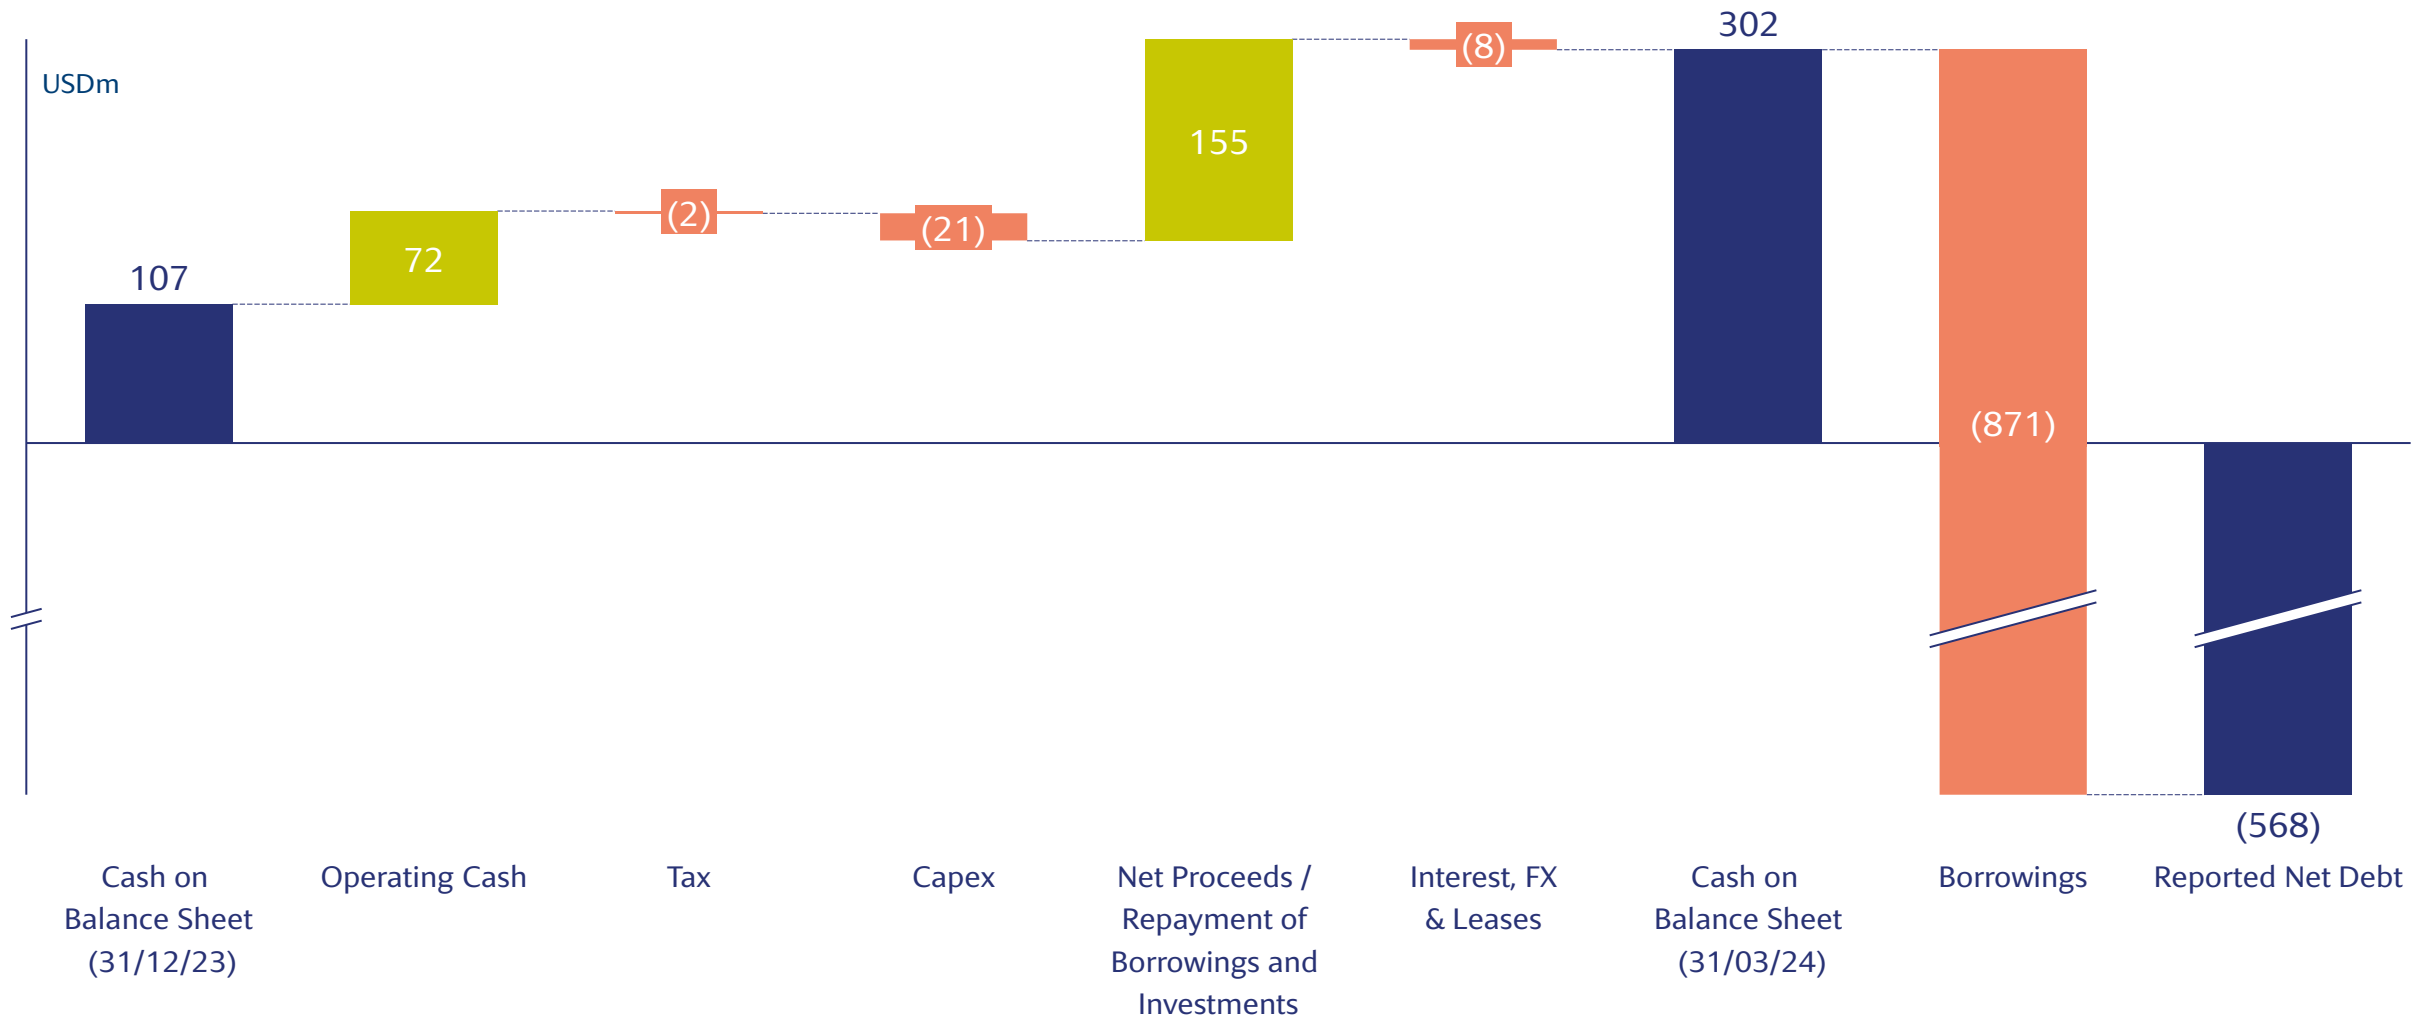 USDm
107
72
(2)
(21)
155
(8)
302
(871)
(568)
Cash on
Balance Sheet
(31/12/23)
Operating Cash
Tax
Capex
Net Proceeds /
Repayment of
Borrowings and
Investments
Interest, FX
& Leases
Cash on
Balance Sheet
(31/03/24)
Borrowings
Reported Net Debt